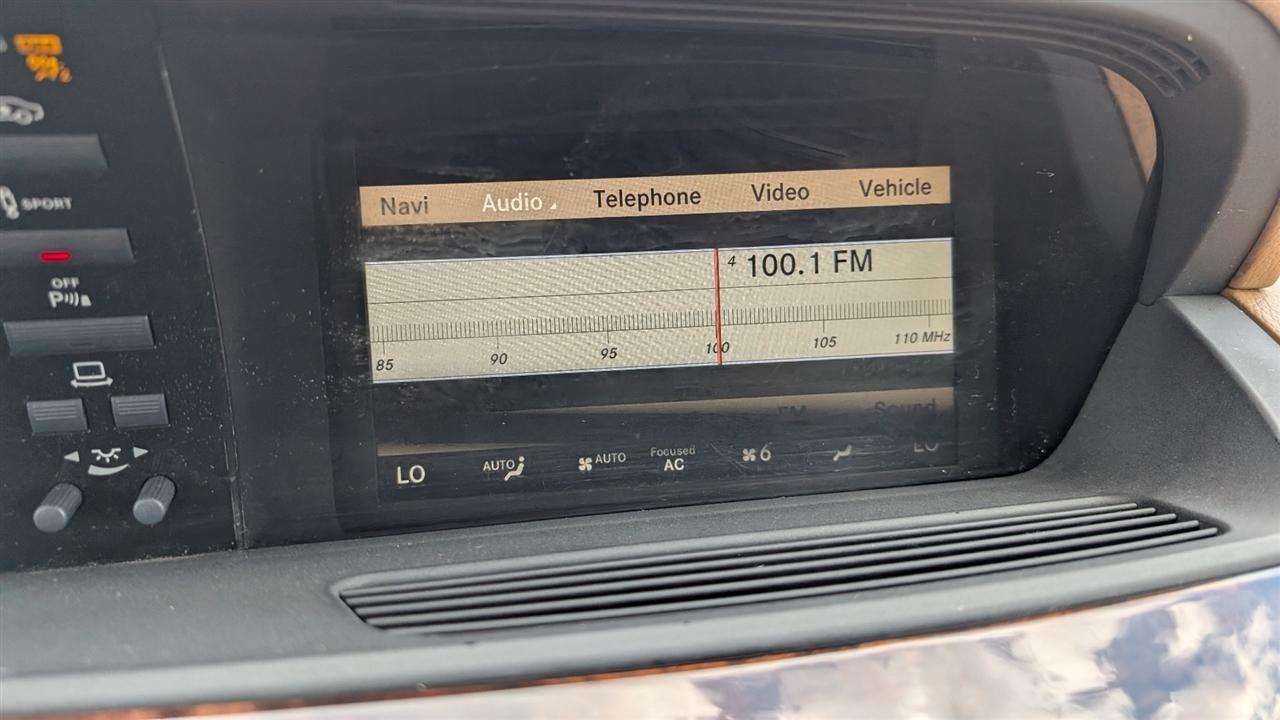 Navi Audio Telephone Video Vehicle
4 100.1 FM
85 90 95 100 105 110 MHz
FM Sound
LO AUTO AUTO Focused AC 6 LO
SPORT
OFF
P